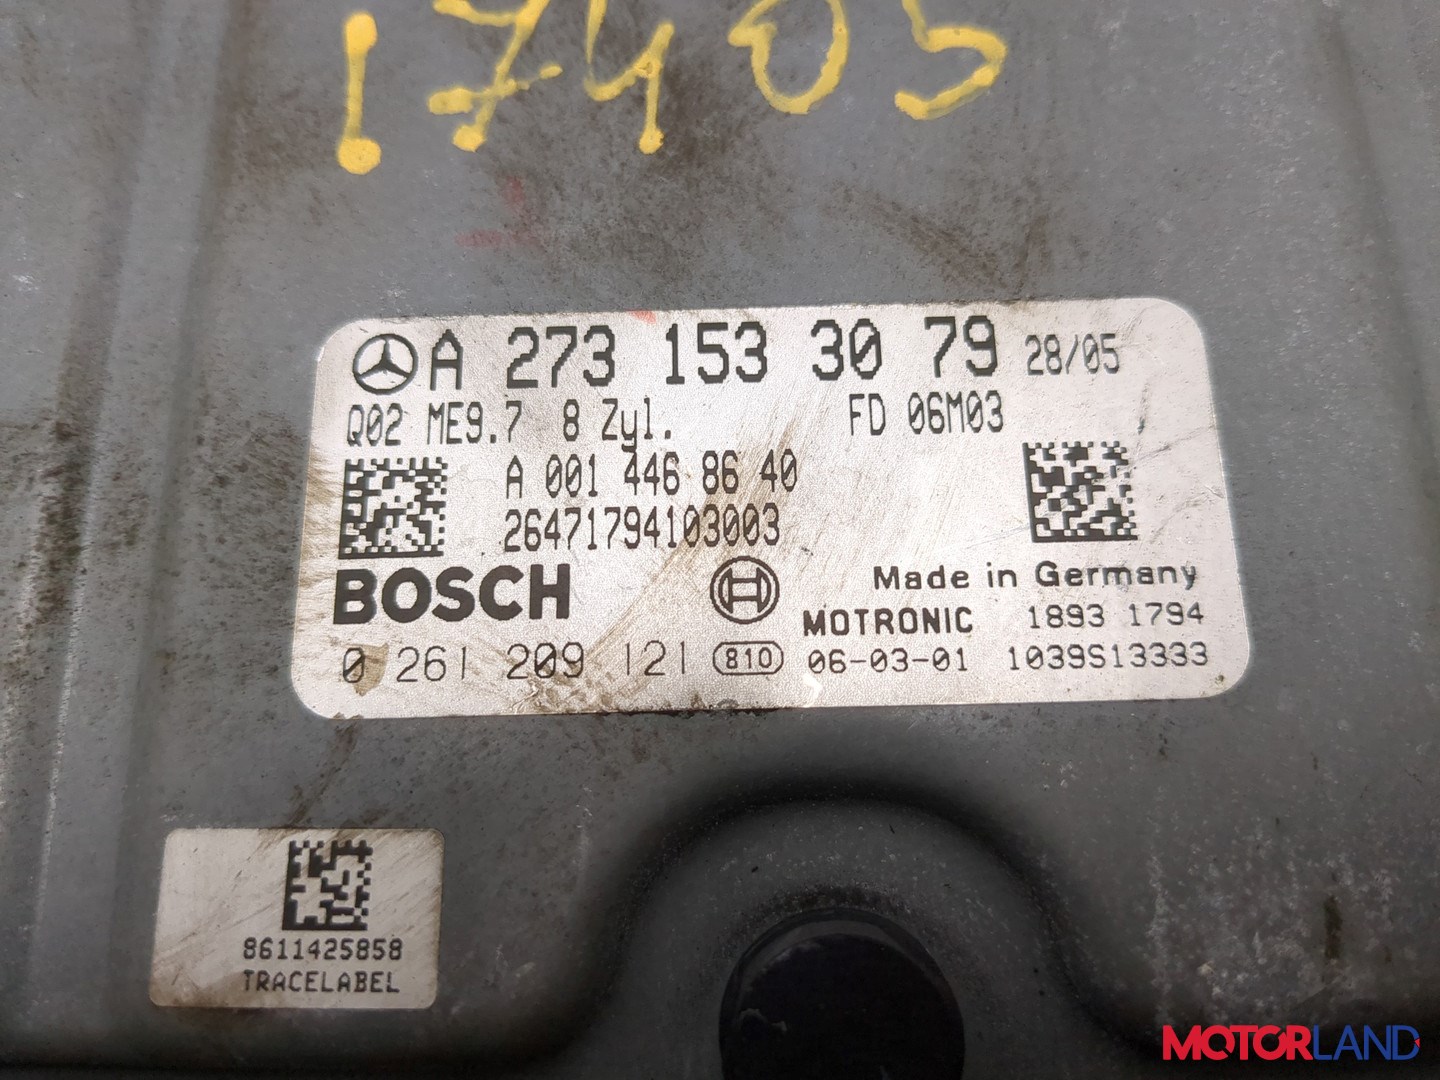 17405
A 273 153 30 79 28/05
Q02 ME9.7 8 Zyl. FD 06M03
A 001 446 86 40
26471794103003
BOSCH
Made in Germany
MOTRONIC 1893 1794
0 261 209 121 810 06-03-01 1039S13333
8611425858
TRACELABEL
MOTORLAND